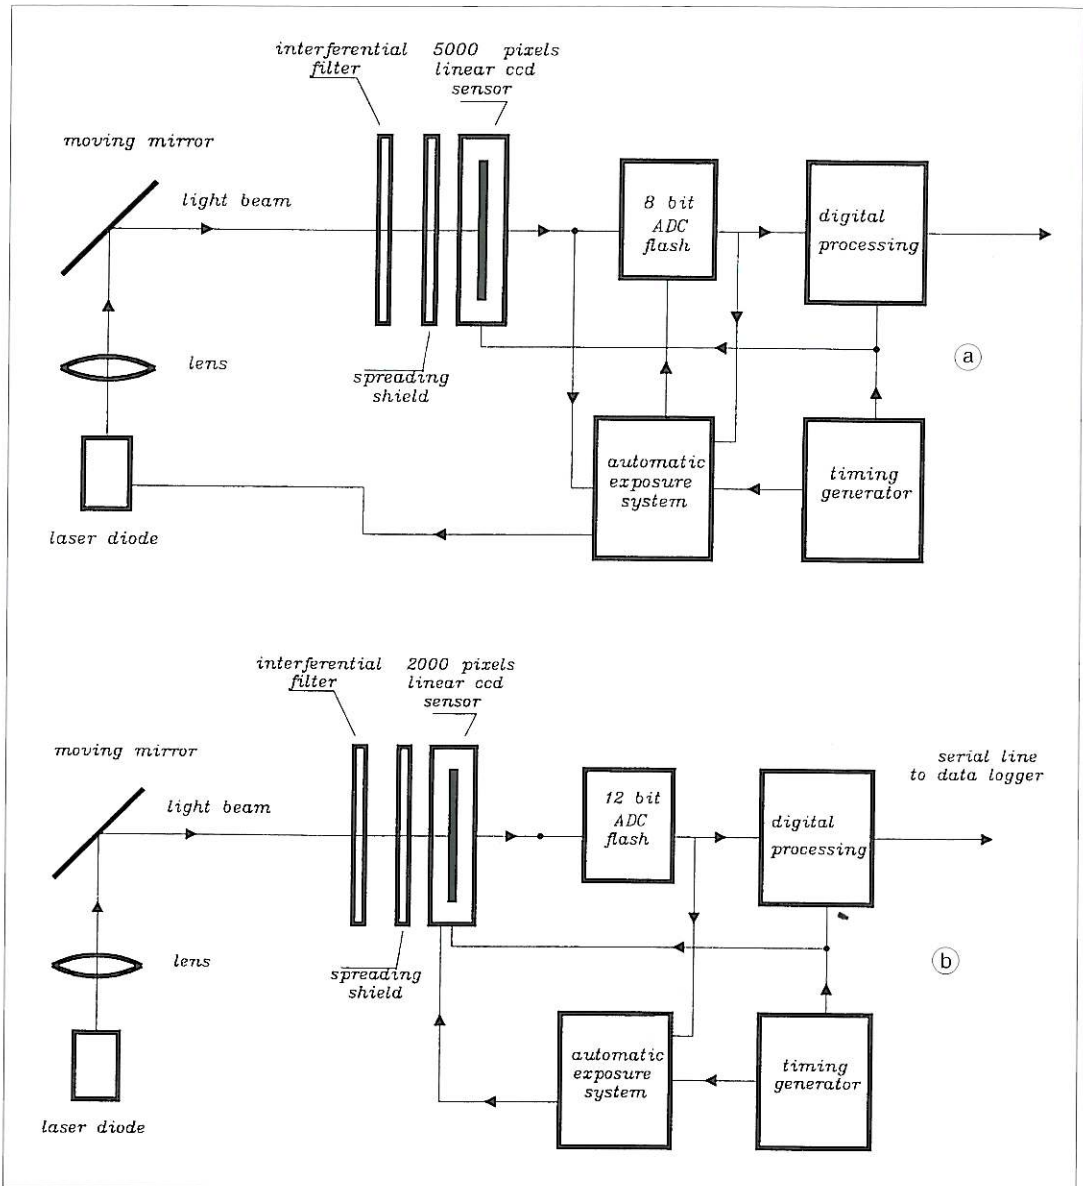 interferential
filter
5000 pixels
linear ccd
sensor
moving mirror
light beam
8 bit
ADC
flash
digital
processing
lens
spreading
shield
a
automatic
exposure
system
timing
generator
laser diode
interferential
filter
2000 pixels
linear ccd
sensor
moving mirror
light beam
serial line
to data logger
12 bit
ADC
flash
digital
processing
lens
spreading
shield
b
automatic
exposure
system
timing
generator
laser diode